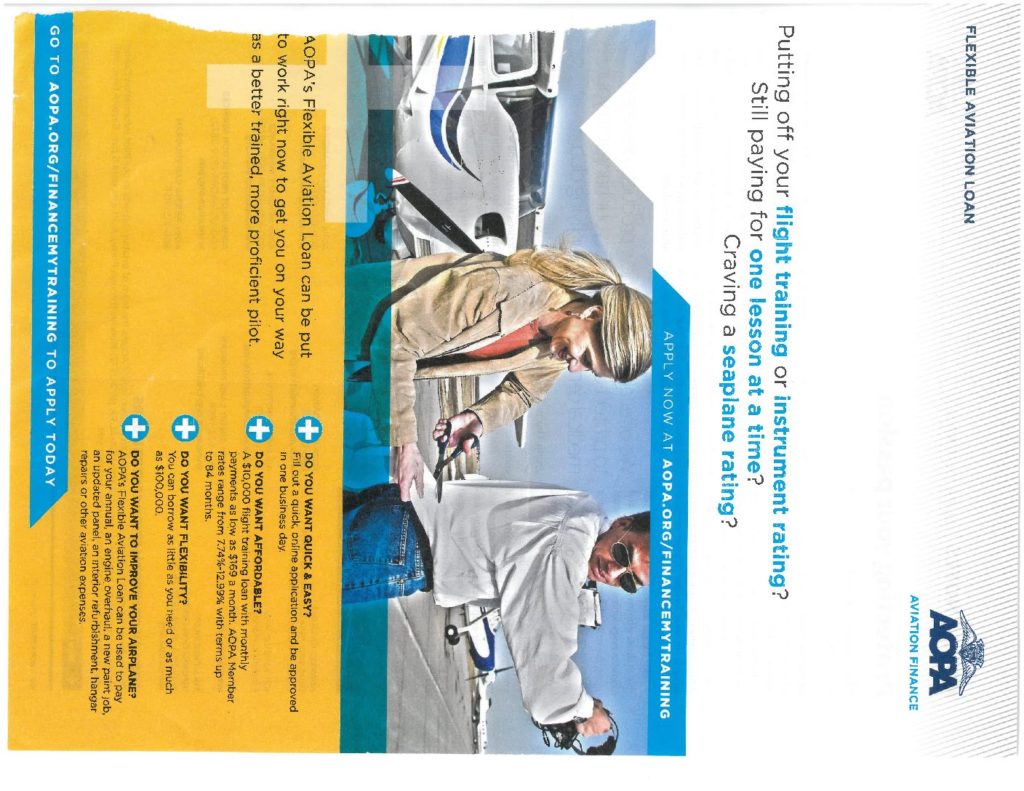 FLEXIBLE AVIATION LOAN
AOPA
AVIATION FINANCE
Putting off your flight training or instrument rating?
Still paying for one lesson at a time?
Craving a seaplane rating?
APPLY NOW AT AOPA.ORG/FINANCEMYTRAINING
AOPA's Flexible Aviation Loan can be put
to work right now to get you on your way
as a better trained, more proficient pilot.
DO YOU WANT QUICK & EASY?
Fill out a quick, online application and be approved
in one business day.
DO YOU WANT AFFORDABLE?
A $10,000 flight training loan with monthly
payments as low as $169 a month. AOPA Member
rates range from 7.74%-12.99% with terms up
to 84 months.
DO YOU WANT FLEXIBILITY?
You can borrow as little as you need or as much
as $100,000.
DO YOU WANT TO IMPROVE YOUR AIRPLANE?
AOPA's Flexible Aviation Loan can be used to pay
for your annual, an engine overhaul, a new paint job,
an updated panel, an interior refurbishment, hangar
repairs or other aviation expenses.
GO TO AOPA.ORG/FINANCEMYTRAINING TO APPLY TODAY